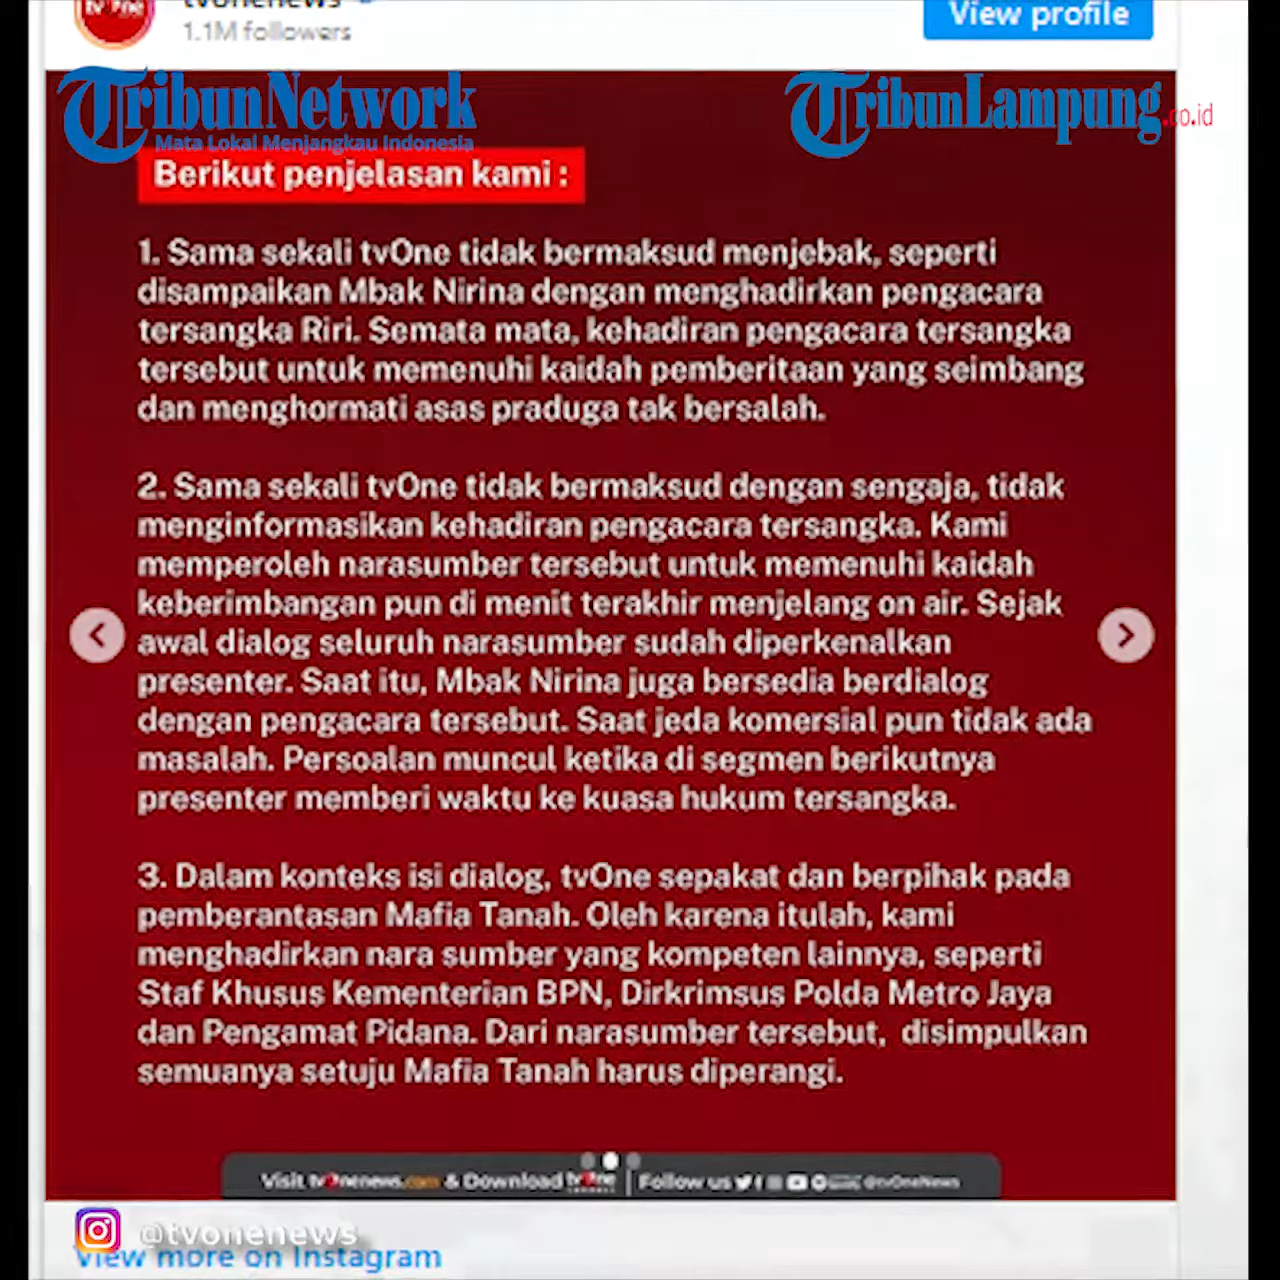 tvonenews
1.1M followers
View profile
TribunNetwork
Mata Lokal Menjangkau Indonesia
TribunLampung.co.id
Berikut penjelasan kami :
1. Sama sekali tvOne tidak bermaksud menjebak, seperti
disampaikan Mbak Nirina dengan menghadirkan pengacara
tersangka Riri. Semata mata, kehadiran pengacara tersangka
tersebut untuk memenuhi kaidah pemberitaan yang seimbang
dan menghormati asas praduga tak bersalah.
2. Sama sekali tvOne tidak bermaksud dengan sengaja, tidak
menginformasikan kehadiran pengacara tersangka. Kami
memperoleh narasumber tersebut untuk memenuhi kaidah
keberimbangan pun di menit terakhir menjelang on air. Sejak
awal dialog seluruh narasumber sudah diperkenalkan
presenter. Saat itu, Mbak Nirina juga bersedia berdialog
dengan pengacara tersebut. Saat jeda komersial pun tidak ada
masalah. Persoalan muncul ketika di segmen berikutnya
presenter memberi waktu ke kuasa hukum tersangka.
3. Dalam konteks isi dialog, tvOne sepakat dan berpihak pada
pemberantasan Mafia Tanah. Oleh karena itulah, kami
menghadirkan nara sumber yang kompeten lainnya, seperti
Staf Khusus Kementerian BPN, Dirkrimsus Polda Metro Jaya
dan Pengamat Pidana. Dari narasumber tersebut, disimpulkan
semuanya setuju Mafia Tanah harus diperangi.
Visit tvOnenews.com & Download tvOne | Follow us @tvOneNews
@tvonenews
View more on Instagram